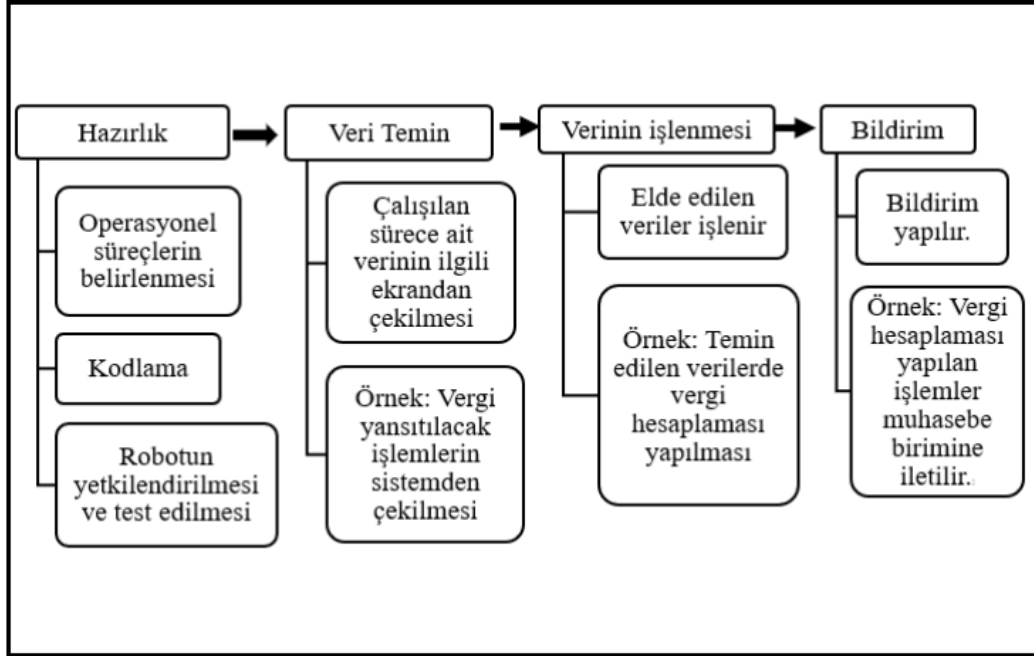 Hazırlık
Operasyonel
süreçlerin
belirlenmesi
Kodlama
Robotun
yetkilendirilmesi
ve test edilmesi
Veri Temin
Çalışılan
sürece ait
verinin ilgili
ekrandan
çekilmesi
Örnek: Vergi
yansıtılacak
işlemlerin
sistemden
çekilmesi
Verinin işlenmesi
Elde edilen
veriler işlenir
Örnek: Temin
edilen verilerde
vergi
hesaplaması
yapılması
Bildirim
Bildirim
yapılır.
Örnek: Vergi
hesaplaması
yapılan
işlemler
muhasebe
birimine
iletilir.